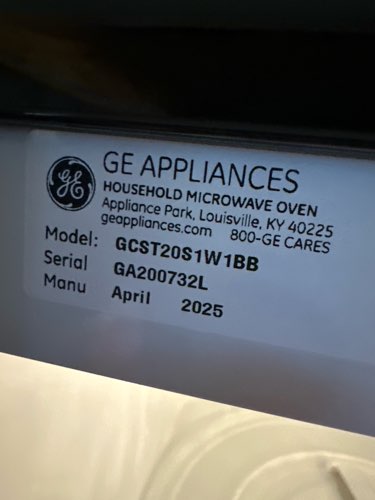 GE APPLIANCES
HOUSEHOLD MICROWAVE OVEN
Appliance Park, Louisville, KY 40225
geappliances.com 800-GE CARES
Model: GCST20S1W1BB
Serial GA200732L
Manu April 2025